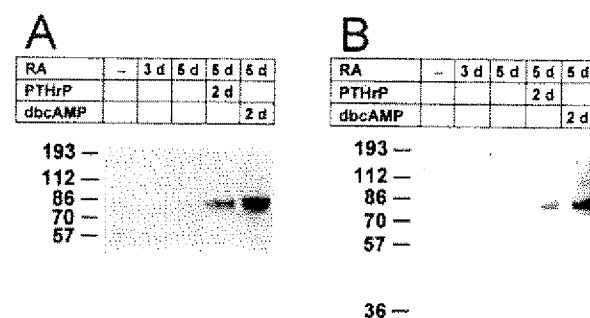 A
RA – 3 d 5 d 5 d 5 d
PTHrP 2 d
dbcAMP 2 d
193 –
112 –
86 –
70 –
57 –
B
RA – 3 d 5 d 5 d 5 d
PTHrP 2 d
dbcAMP 2 d
193 –
112 –
86 –
70 –
57 –
36 –